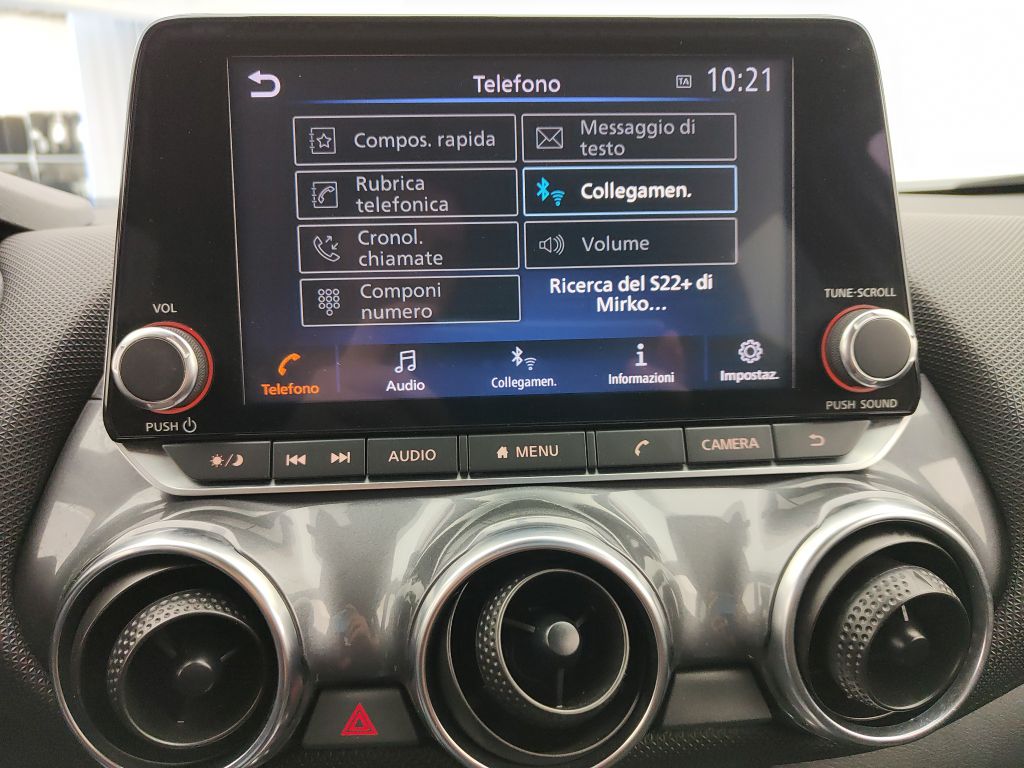 Telefono
TA
10:21
Compos. rapida
Messaggio di
testo
Rubrica
telefonica
Collegamen.
Cronol.
chiamate
Volume
Componi
numero
Ricerca del S22+ di
Mirko...
Telefono
Audio
Collegamen.
Informazioni
Impostaz.
VOL
PUSH
TUNE·SCROLL
PUSH SOUND
AUDIO
MENU
CAMERA